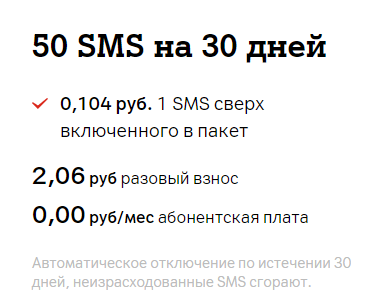 50 SMS на 30 дней
0,104 руб. 1 SMS сверх
включенного в пакет
2,06 руб разовый взнос
0,00 руб/мес абонентская плата
Автоматическое отключение по истечении 30
дней, неизрасходованные SMS сгорают.